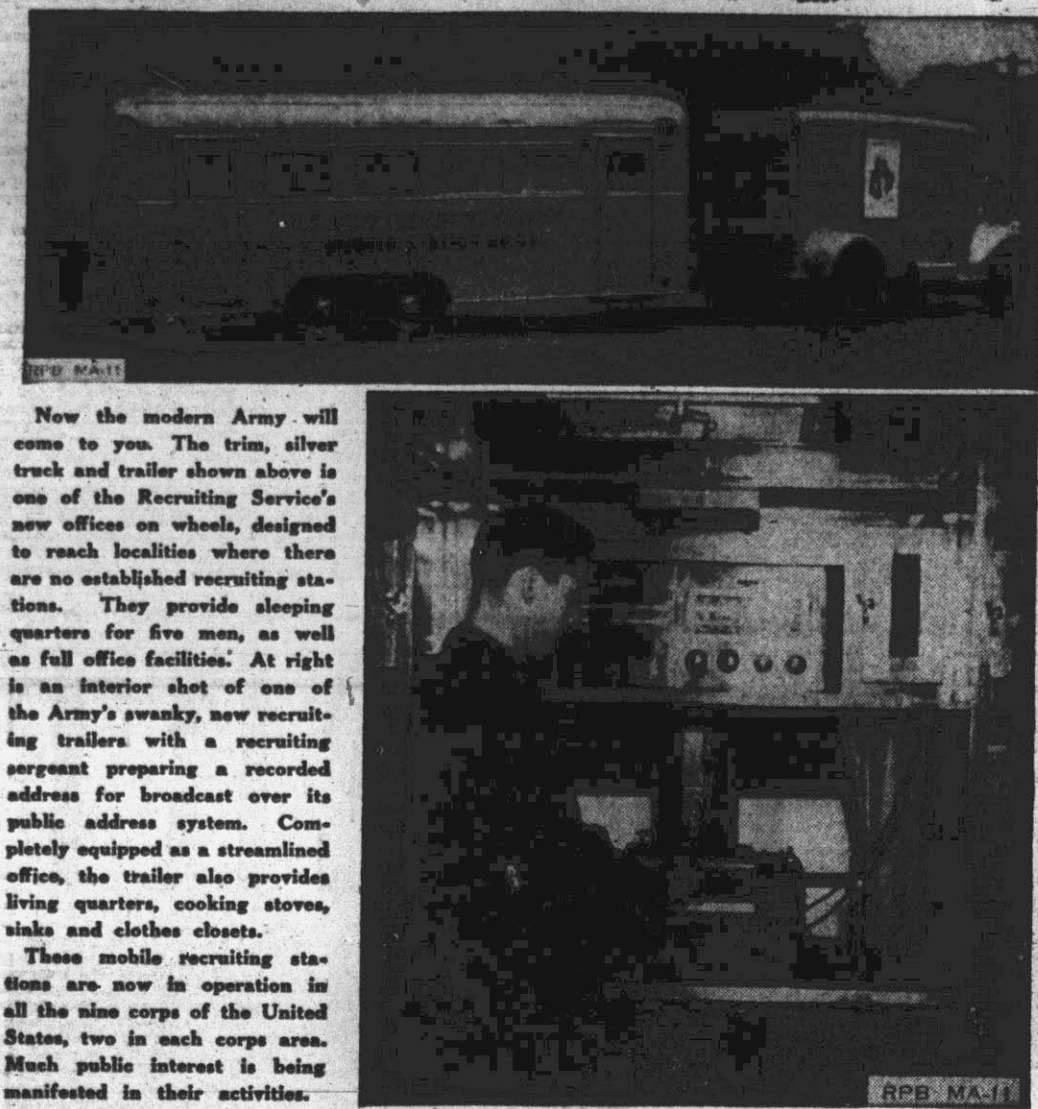 RPB MA-11
Now the modern Army will
come to you. The trim, silver
truck and trailer shown above is
one of the Recruiting Service's
new offices on wheels, designed
to reach localities where there
are no established recruiting sta-
tions. They provide sleeping
quarters for five men, as well
as full office facilities. At right
is an interior shot of one of
the Army's swanky, new recruit-
ing trailers with a recruiting
sergeant preparing a recorded
address for broadcast over its
public address system. Com-
pletely equipped as a streamlined
office, the trailer also provides
living quarters, cooking stoves,
sinks and clothes closets.
These mobile recruiting sta-
tions are now in operation in
all the nine corps of the United
States, two in each corps area.
Much public interest is being
manifested in their activities.
RPB MA-11